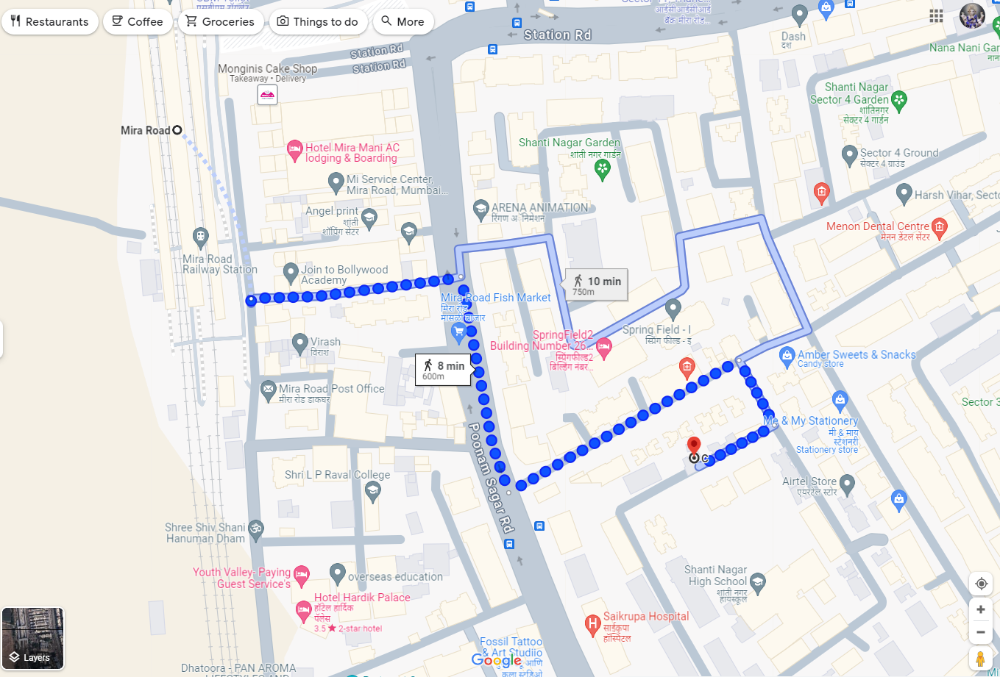 Restaurants
Coffee
Groceries
Things to do
More
Station Rd
Station Rd
Station Rd
Dash
दश
Nana Nani Gar
Monginis Cake Shop
Takeaway • Delivery
Shanti Nagar
Sector 4 Garden
शांतिनगर
सेक्टर 4 गार्डन
Mira Road
Shanti Nagar Garden
शांती नगर गार्डन
Hotel Mira Mani AC
lodging & Boarding
Sector 4 Ground
सेक्टर 4 ग्राउंड
Mi Service Center,
Mira Road, Mumbai...
Harsh Vihar, Secto
ARENA ANIMATION
Angel print
शांती
शॉपिंग सेंटर
Menon Dental Centre
मेनन डेंटल सेंटर
Mira Road
Railway Station
Join to Bollywood
Academy
10 min
750m
Mira Road Fish Market
मिरा रोड
मासळी बाजार
Spring Field - I
स्प्रिंग फील्ड - ई
SpringField2
Building Number 26...
स्प्रिंगफील्ड2
बिल्डिंग नंबर...
Virash
विराश
Amber Sweets & Snacks
Candy store
8 min
600m
Mira Road Post Office
मीरा रोड डाकघर
Sector 3
Me & My Stationery
मी & माय
स्टेशनरी
Stationery store
Poonam Sagar Rd
C
Shri L P Raval College
Airtel Store
एयरटेल स्टोर
Shree Shiv Shani
Hanuman Dham
Youth Valley- Paying
Guest Service's
overseas education
Shanti Nagar
High School
शांती नगर
हायस्कूल
Hotel Hardik Palace
हॉटेल हार्दिक
पॅलेस
3.5 ★ 2-star hotel
Saikrupa Hospital
साईकृपा
हॉस्पिटल
Fossil Tattoo
& Art Studiio
Google
Layers
Dhatoora - PAN AROMA